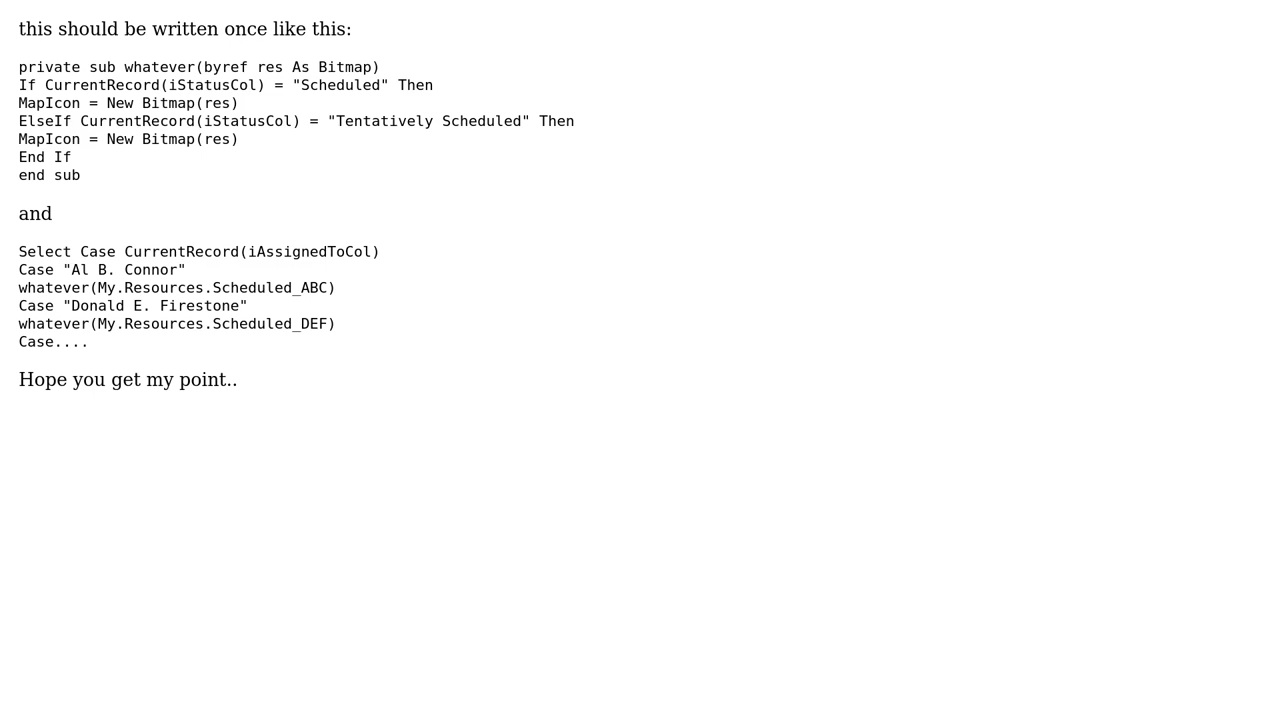 this should be written once like this:
private sub whatever(byref res As Bitmap)
If CurrentRecord(iStatusCol) = "Scheduled" Then
MapIcon = New Bitmap(res)
ElseIf CurrentRecord(iStatusCol) = "Tentatively Scheduled" Then
MapIcon = New Bitmap(res)
End If
end sub
and
Select Case CurrentRecord(iAssignedToCol)
Case "Al B. Connor"
whatever(My.Resources.Scheduled_ABC)
Case "Donald E. Firestone"
whatever(My.Resources.Scheduled_DEF)
Case....
Hope you get my point..